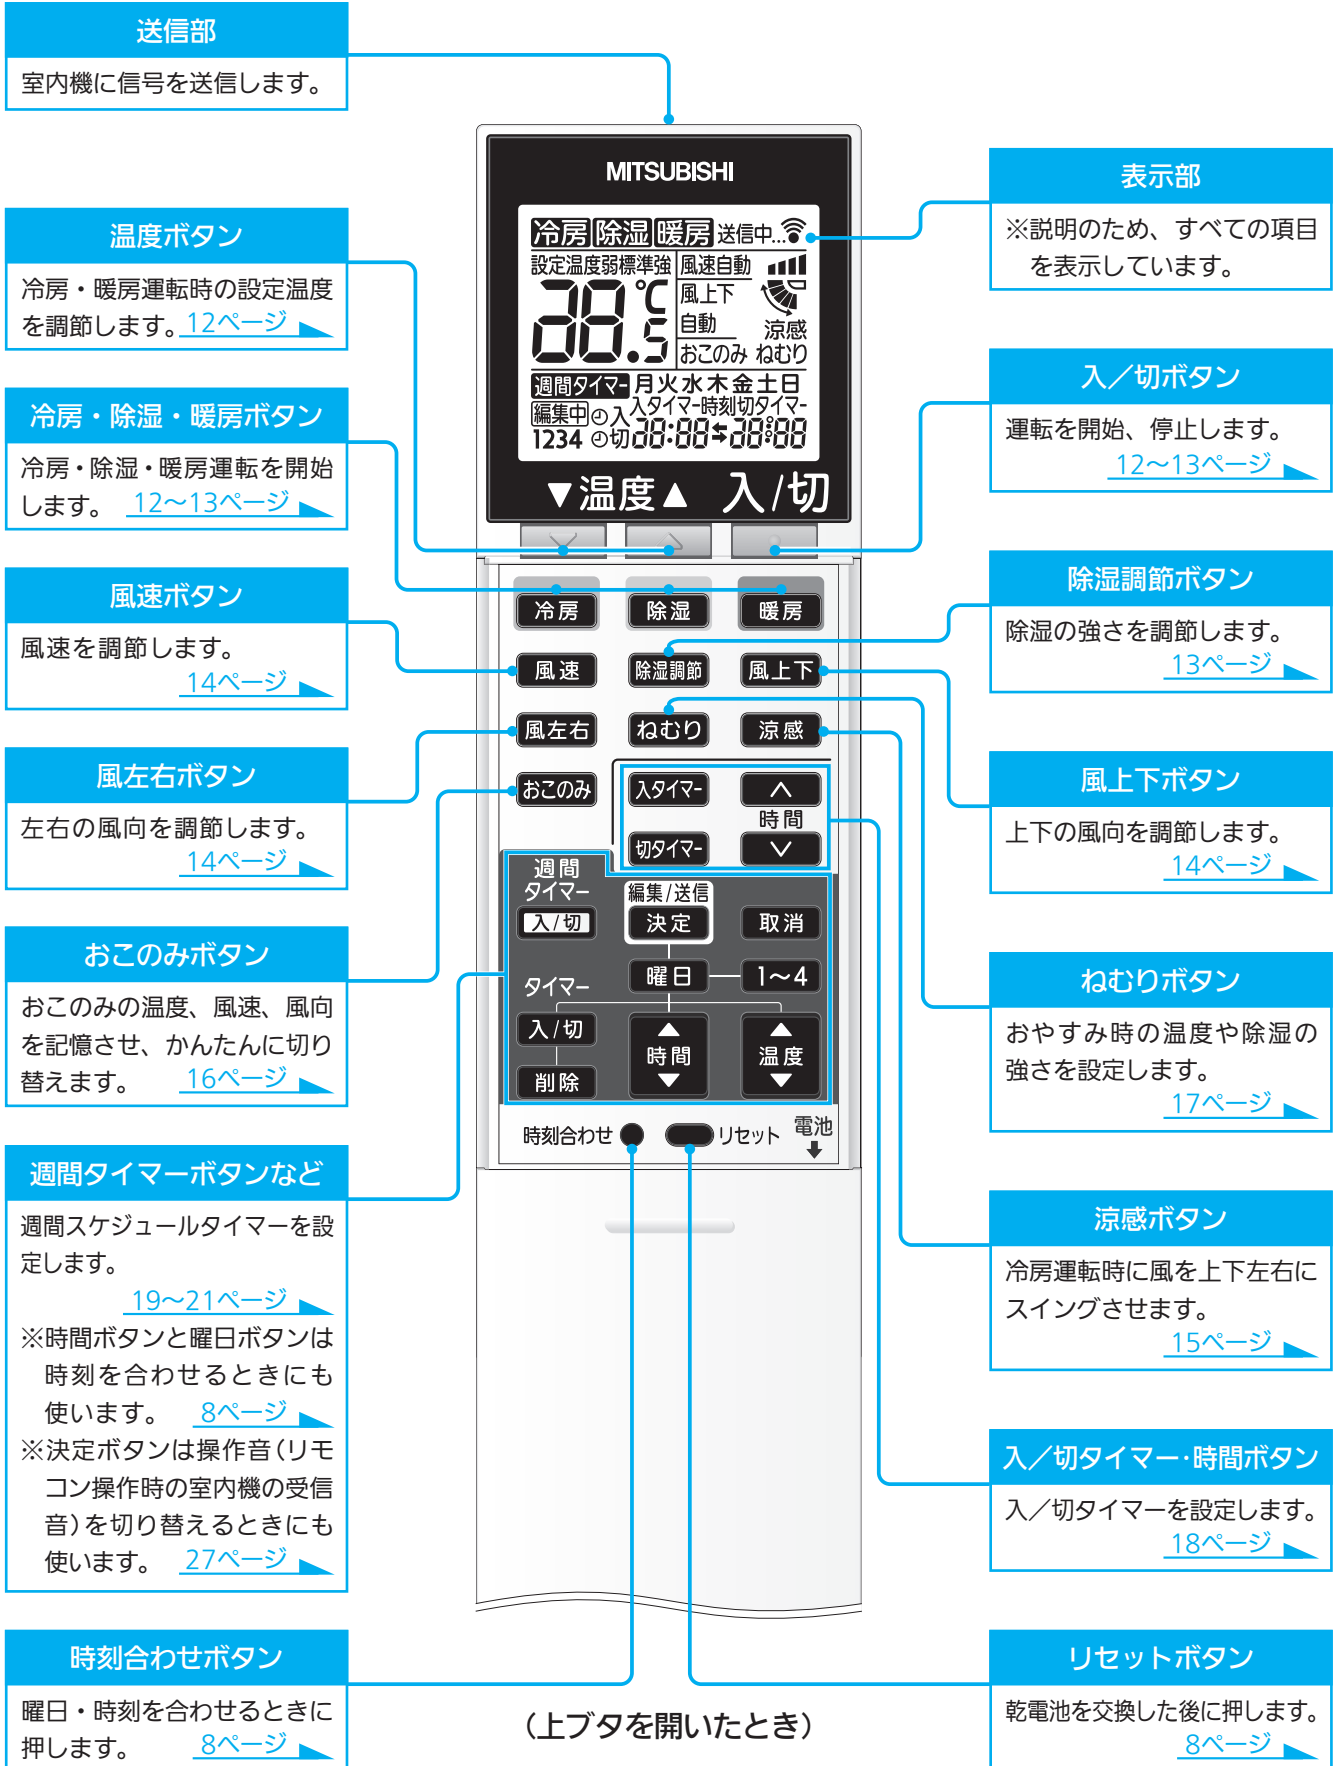 送信部
室内機に信号を送信します。
温度ボタン
冷房・暖房運転時の設定温度
を調節します。12ページ
冷房・除湿・暖房ボタン
冷房・除湿・暖房運転を開始
します。 12〜13ページ
風速ボタン
風速を調節します。
14ページ
風左右ボタン
左右の風向を調節します。
14ページ
おこのみボタン
おこのみの温度、風速、風向
を記憶させ、かんたんに切り
替えます。 16ページ
週間タイマーボタンなど
週間スケジュールタイマーを設
定します。
19〜21ページ
※時間ボタンと曜日ボタンは
時刻を合わせるときにも
使います。 8ページ
※決定ボタンは操作音(リモ
コン操作時の室内機の受信
音)を切り替えるときにも
使います。 27ページ
時刻合わせボタン
曜日・時刻を合わせるときに
押します。 8ページ
MITSUBISHI
冷房 除湿 暖房 送信中...
設定温度弱標準強 風速自動
88.5℃ 風上下
自動 涼感
おこのみ ねむり
週間タイマー 月火水木金土日
編集中 入 入タイマー時刻切タイマー
1234 切 88:88 88:88
▼温度▲ 入/切
冷房 除湿 暖房
風速 除湿調節 風上下
風左右 ねむり 涼感
おこのみ 入タイマー ∧
時間
切タイマー ∨
週間
タイマー 編集/送信
入/切 決定 取消
タイマー 曜日 1〜4
入/切 ▲ ▲
時間 温度
削除 ▼ ▼
時刻合わせ リセット 電池
(上ブタを開いたとき)
表示部
※説明のため、すべての項目
を表示しています。
入/切ボタン
運転を開始、停止します。
12〜13ページ
除湿調節ボタン
除湿の強さを調節します。
13ページ
風上下ボタン
上下の風向を調節します。
14ページ
ねむりボタン
おやすみ時の温度や除湿の
強さを設定します。
17ページ
涼感ボタン
冷房運転時に風を上下左右に
スイングさせます。
15ページ
入/切タイマー・時間ボタン
入/切タイマーを設定します。
18ページ
リセットボタン
乾電池を交換した後に押します。
8ページ